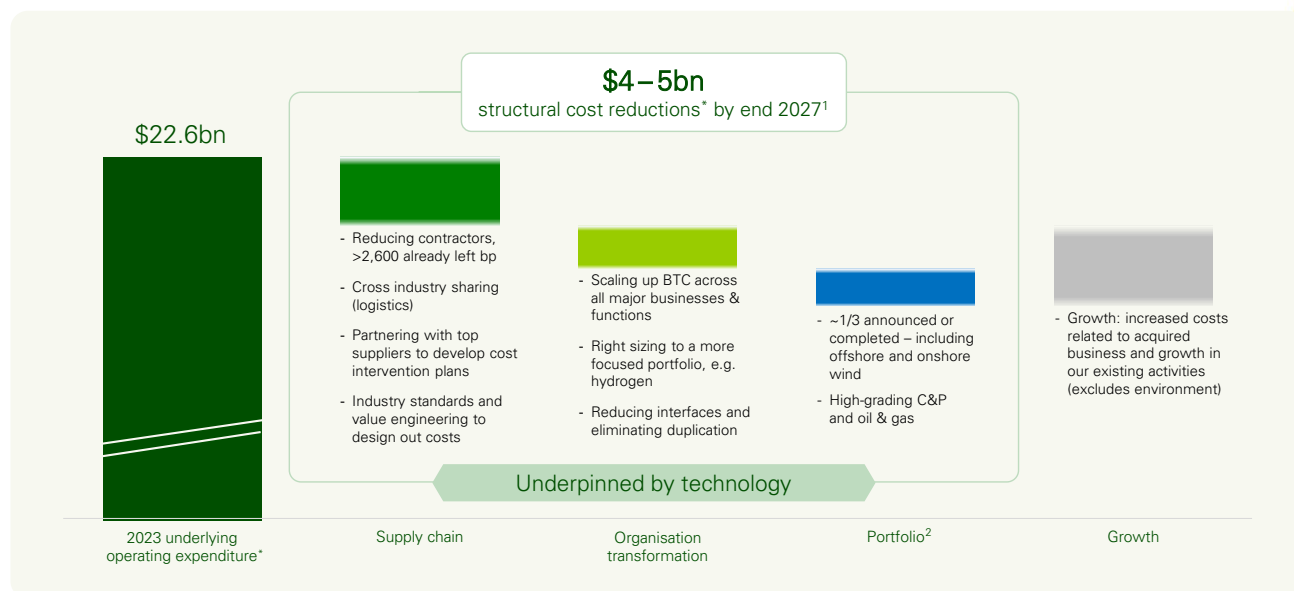 $4–5bn
structural cost reductions* by end 2027¹
$22.6bn
- Reducing contractors,
>2,600 already left bp
- Cross industry sharing
(logistics)
- Partnering with top
suppliers to develop cost
intervention plans
- Industry standards and
value engineering to
design out costs
- Scaling up BTC across
all major businesses &
functions
- Right sizing to a more
focused portfolio, e.g.
hydrogen
- Reducing interfaces and
eliminating duplication
- ~1/3 announced or
completed – including
offshore and onshore
wind
- High-grading C&P
and oil & gas
- Growth: increased costs
related to acquired
business and growth in
our existing activities
(excludes environment)
Underpinned by technology
2023 underlying
operating expenditure*
Supply chain
Organisation
transformation
Portfolio²
Growth